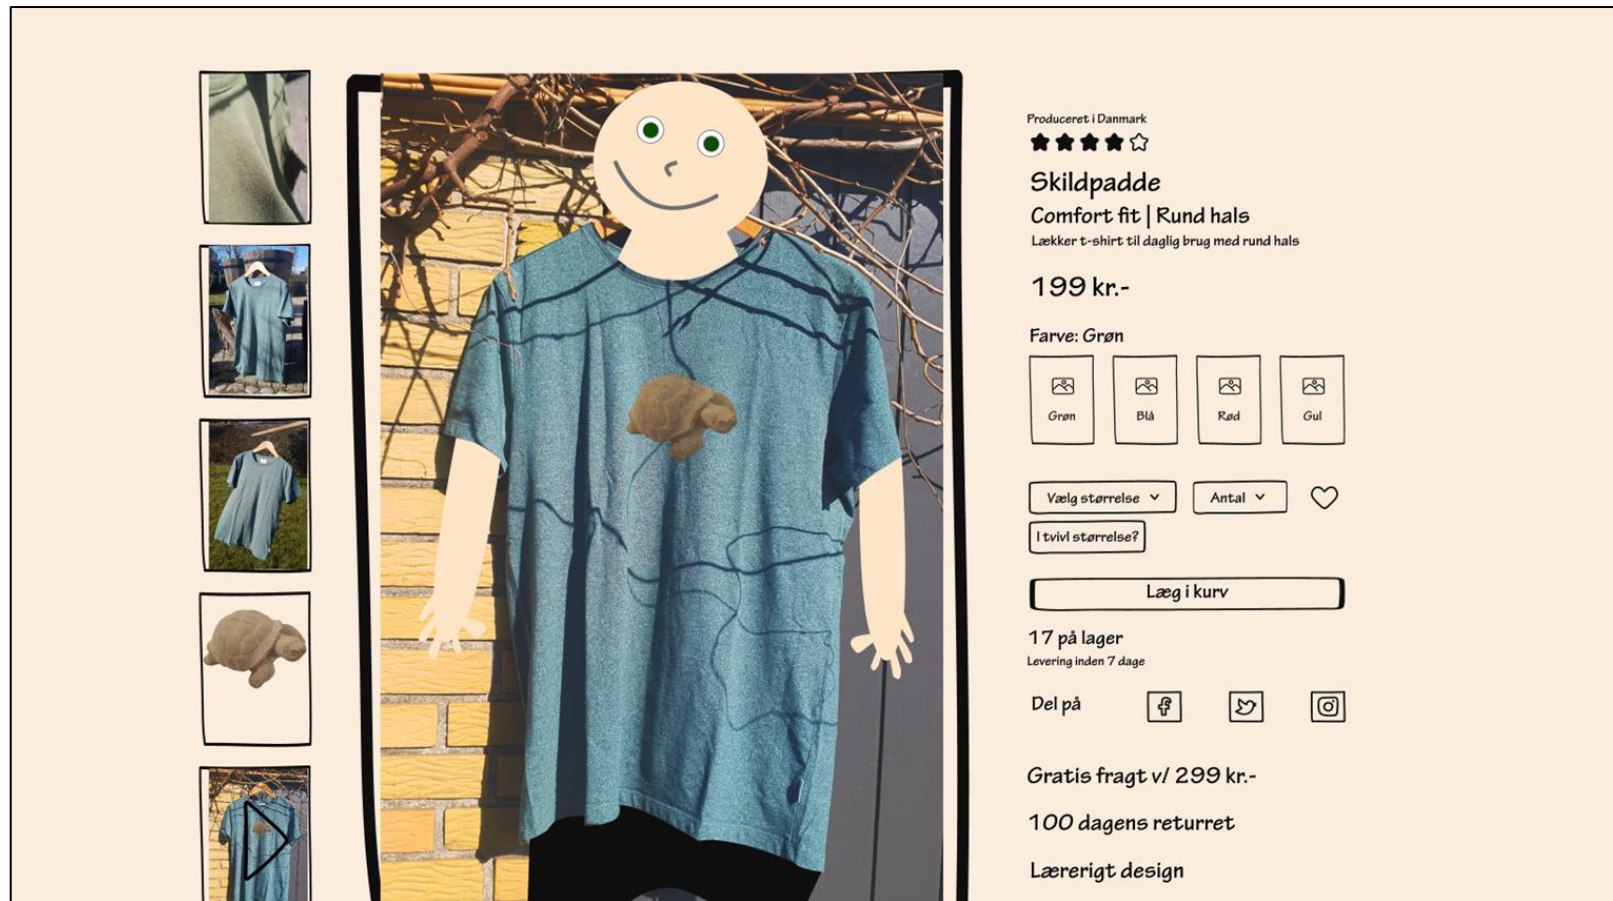 Produceret i Danmark
Skildpadde
Comfort fit | Rund hals
Lækker t-shirt til daglig brug med rund hals
199 kr.-
Farve: Grøn
Grøn Blå Rød Gul
Vælg størrelse Antal
I tvivl størrelse?
Læg i kurv
17 på lager
Levering inden 7 dage
Del på
Gratis fragt v/ 299 kr.-
100 dagens returret
Lærerigt design